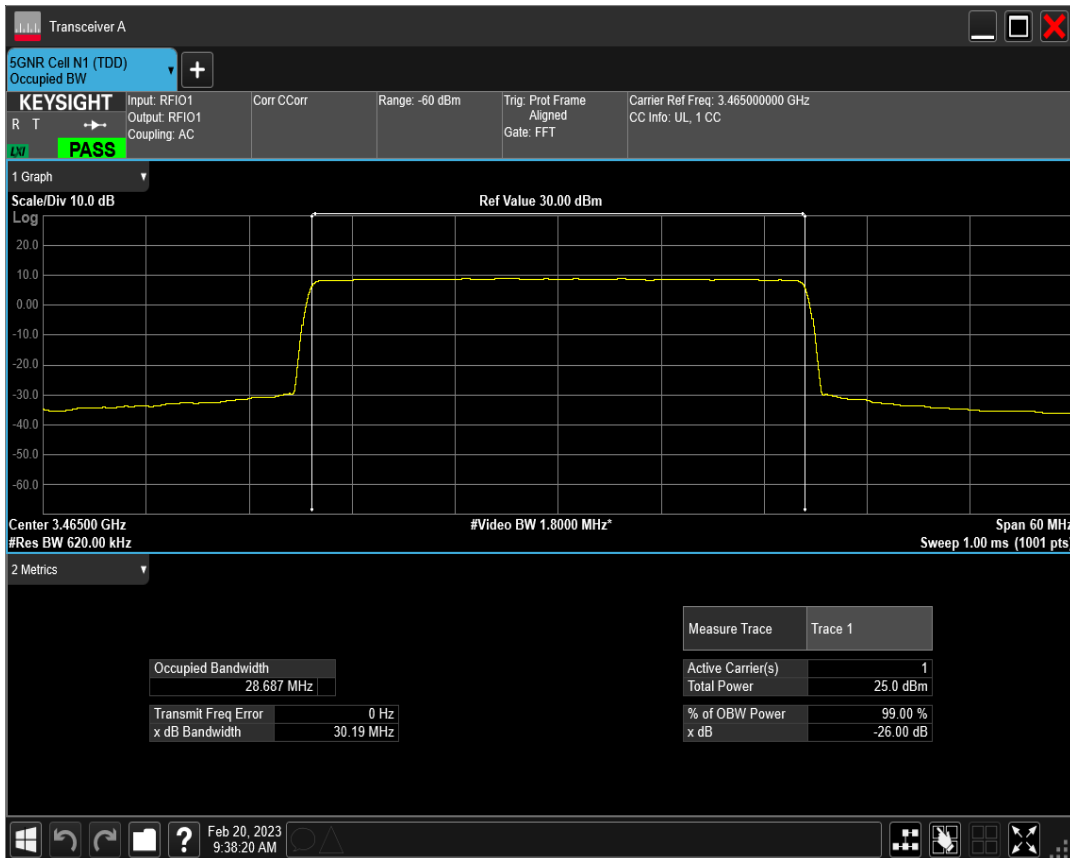 Transceiver A
5GNR Cell N1 (TDD)
Occupied BW
+
KEYSIGHT
R T
LXI
PASS
Input: RFIO1
Output: RFIO1
Coupling: AC
Corr CCorr
Range: -60 dBm
Trig: Prot Frame
Aligned
Gate: FFT
Carrier Ref Freq: 3.465000000 GHz
CC Info: UL, 1 CC
1 Graph
Scale/Div 10.0 dB
Ref Value 30.00 dBm
Log
20.0
10.0
0.00
-10.0
-20.0
-30.0
-40.0
-50.0
-60.0
Center 3.46500 GHz
#Video BW 1.8000 MHz*
Span 60 MHz
#Res BW 620.00 kHz
Sweep 1.00 ms (1001 pts)
2 Metrics
Measure Trace Trace 1
Occupied Bandwidth
28.687 MHz
Active Carrier(s) 1
Total Power 25.0 dBm
Transmit Freq Error 0 Hz
x dB Bandwidth 30.19 MHz
% of OBW Power 99.00 %
x dB -26.00 dB
?
Feb 20, 2023
9:38:20 AM